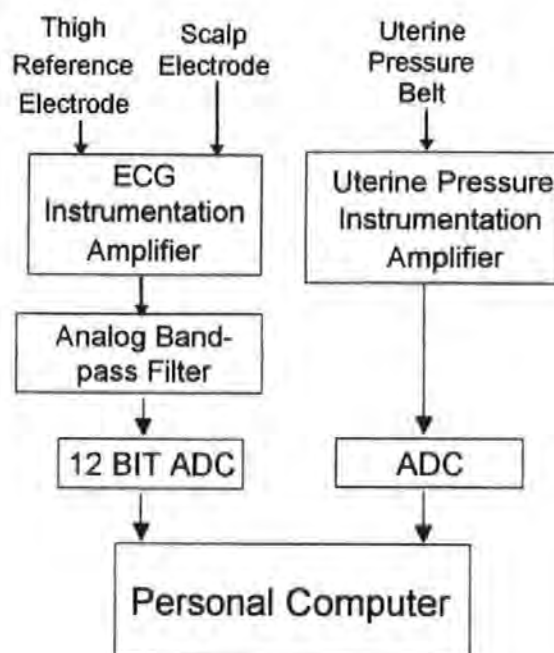 Thigh
Reference
Electrode
Scalp
Electrode
Uterine
Pressure
Belt
ECG
Instrumentation
Amplifier
Uterine Pressure
Instrumentation
Amplifier
Analog Band-
pass Filter
12 BIT ADC
ADC
Personal Computer